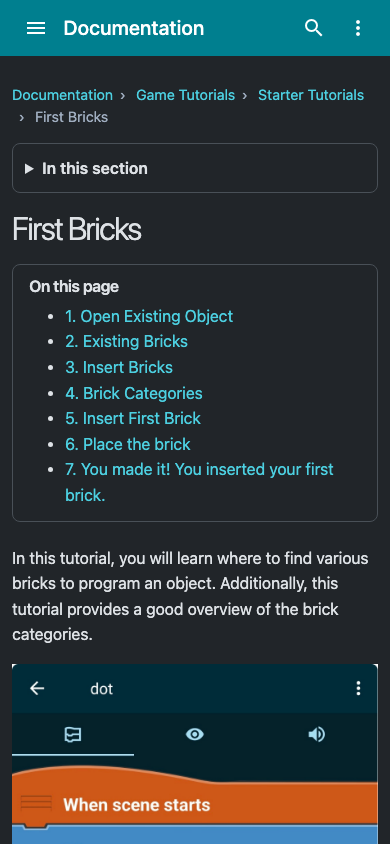 Documentation
Documentation › Game Tutorials › Starter Tutorials
› First Bricks
In this section
First Bricks
On this page
1. Open Existing Object
2. Existing Bricks
3. Insert Bricks
4. Brick Categories
5. Insert First Brick
6. Place the brick
7. You made it! You inserted your first
brick.
In this tutorial, you will learn where to find various
bricks to program an object. Additionally, this
tutorial provides a good overview of the brick
categories.
dot
When scene starts